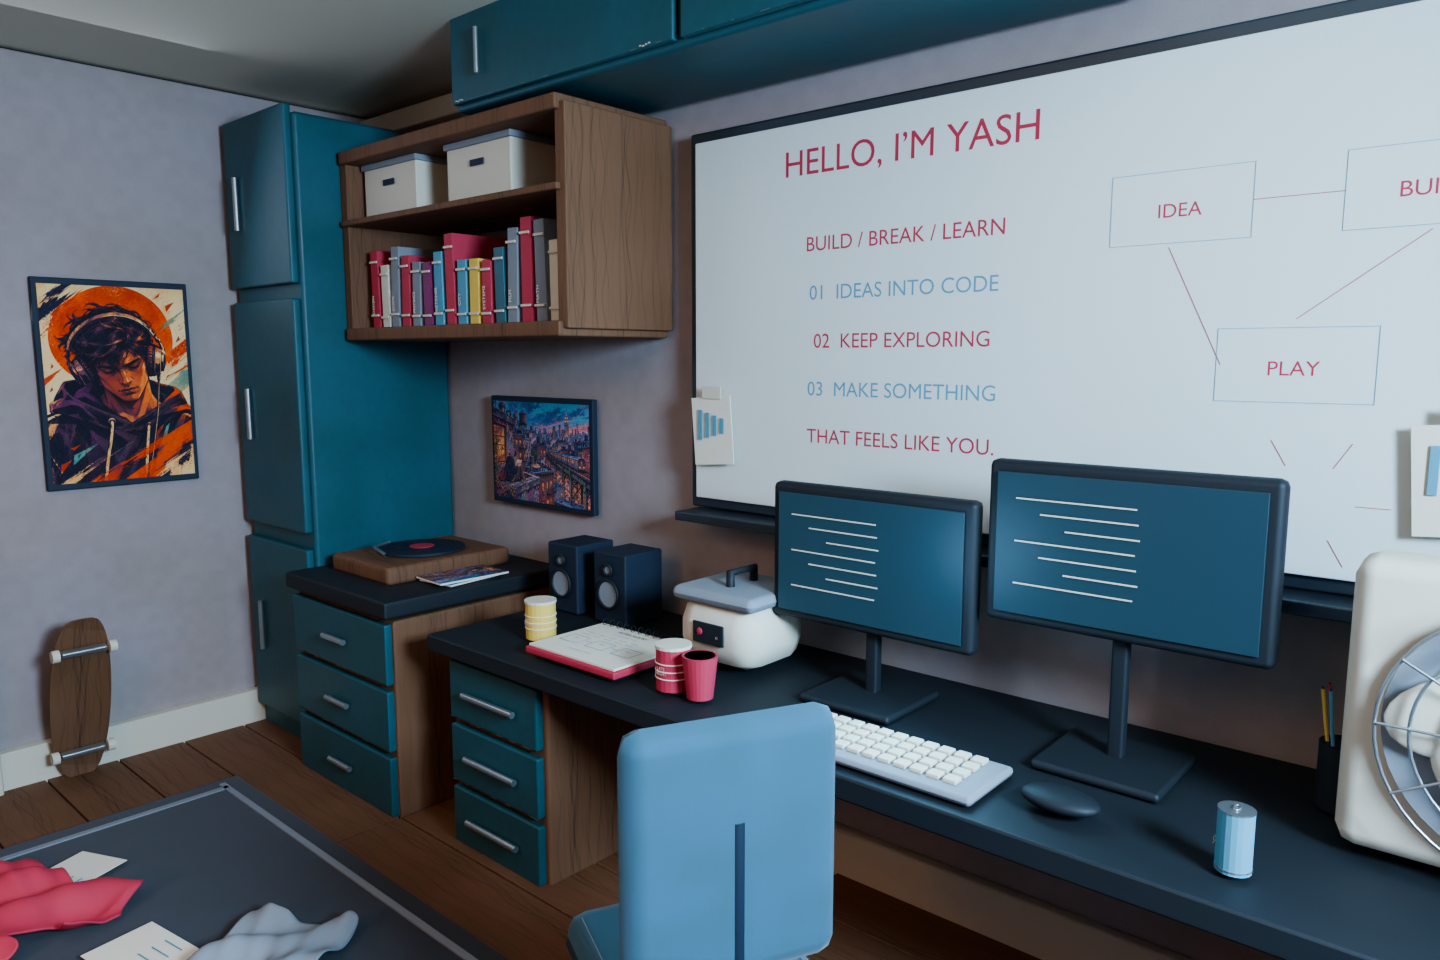 HELLO, I'M YASH
BUILD / BREAK / LEARN
01 IDEAS INTO CODE
02 KEEP EXPLORING
03 MAKE SOMETHING
THAT FEELS LIKE YOU.
IDEA
BUI
PLAY